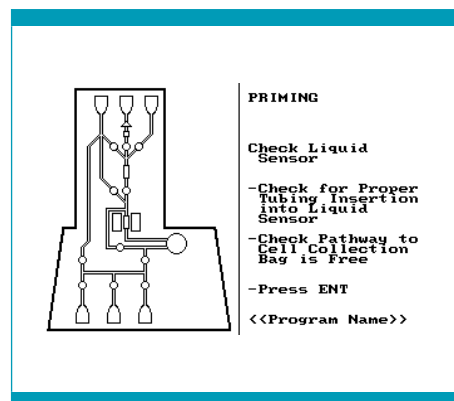 PRIMING
Check Liquid
Sensor
-Check for Proper
Tubing Insertion
into Liquid
Sensor
-Check Pathway to
Cell Collection
Bag is Free
-Press ENT
<<Program Name>>